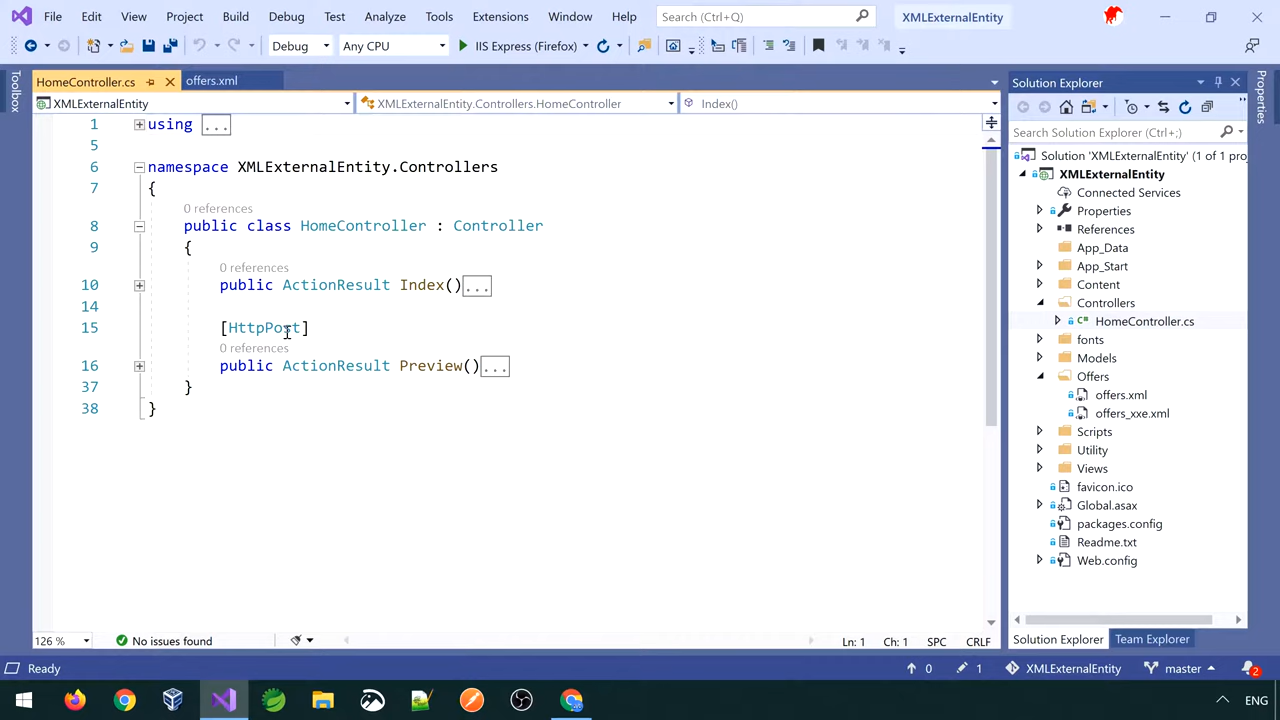 File Edit View Project Build Debug Test Analyze Tools Extensions Window Help Search (Ctrl+Q) XMLExternalEntity
Debug Any CPU IIS Express (Firefox)
Toolbox
HomeController.cs offers.xml
XMLExternalEntity XMLExternalEntity.Controllers.HomeController Index()
1 using ...
5
6 namespace XMLExternalEntity.Controllers
7 {
0 references
8 public class HomeController : Controller
9 {
0 references
10 public ActionResult Index()...
14
15 [HttpPost]
0 references
16 public ActionResult Preview()...
37 }
38 }
126 % No issues found Ln: 1 Ch: 1 SPC CRLF
Solution Explorer
Search Solution Explorer (Ctrl+;)
Solution 'XMLExternalEntity' (1 of 1 proj
XMLExternalEntity
Connected Services
Properties
References
App_Data
App_Start
Content
Controllers
C# HomeController.cs
fonts
Models
Offers
offers.xml
offers_xxe.xml
Scripts
Utility
Views
favicon.ico
Global.asax
packages.config
Readme.txt
Web.config
Solution Explorer Team Explorer
Properties
Ready 0 1 XMLExternalEntity master 2
ENG